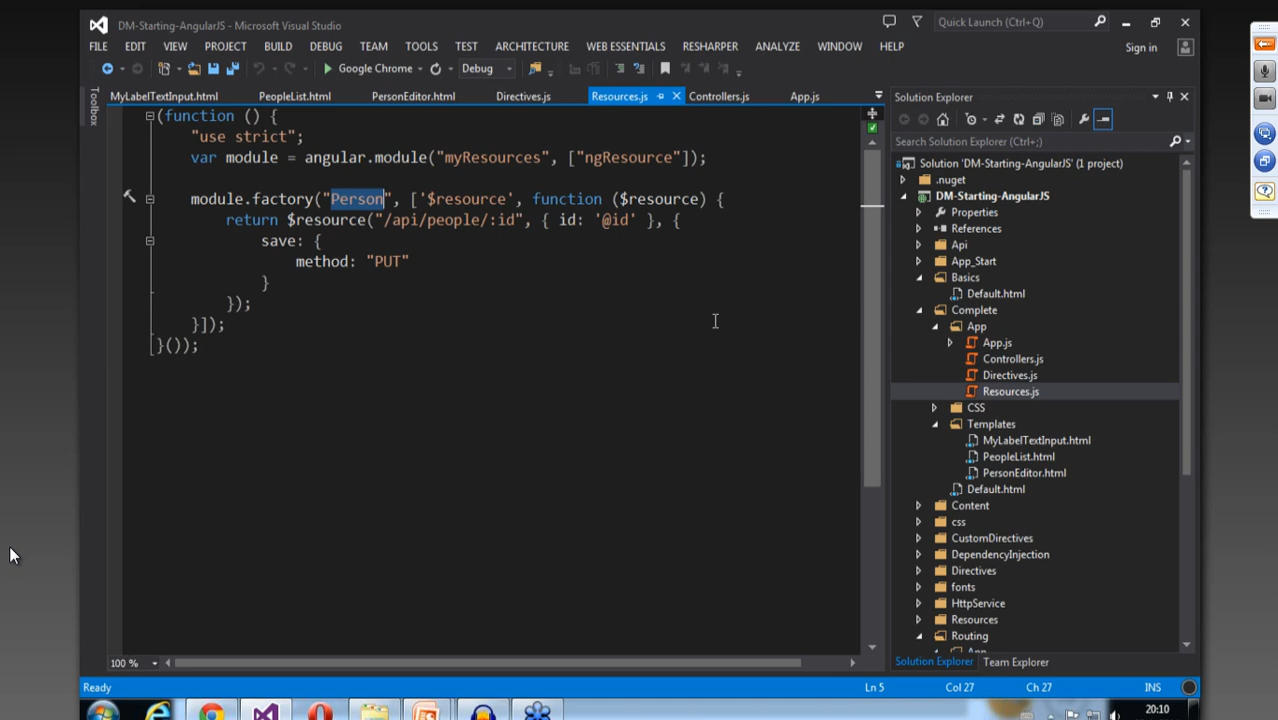 DM-Starting-AngularJS - Microsoft Visual Studio
Quick Launch (Ctrl+Q)
FILE EDIT VIEW PROJECT BUILD DEBUG TEAM TOOLS TEST ARCHITECTURE WEB ESSENTIALS RESHARPER ANALYZE WINDOW HELP
Sign in
Google Chrome
Debug
Toolbox
MyLabelTextInput.html PeopleList.html PersonEditor.html Directives.js Resources.js Controllers.js App.js
(function () {
"use strict";
var module = angular.module("myResources", ["ngResource"]);
module.factory("Person", ['$resource', function ($resource) {
return $resource("/api/people/:id", { id: '@id' }, {
save: {
method: "PUT"
}
});
}]);
}());
100 %
Solution Explorer
Search Solution Explorer (Ctrl+;)
Solution 'DM-Starting-AngularJS' (1 project)
.nuget
DM-Starting-AngularJS
Properties
References
Api
App_Start
Basics
Default.html
Complete
App
App.js
Controllers.js
Directives.js
Resources.js
CSS
Templates
MyLabelTextInput.html
PeopleList.html
PersonEditor.html
Default.html
Content
css
CustomDirectives
DependencyInjection
Directives
fonts
HttpService
Resources
Routing
Solution Explorer Team Explorer
Ready
Ln 5 Col 27 Ch 27 INS
20:10